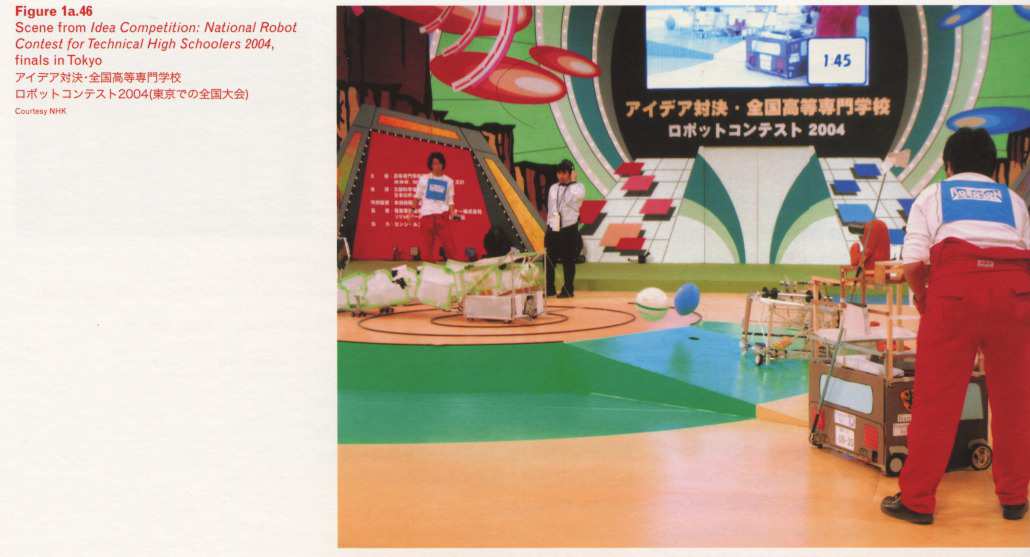 Figure 1a.46
Scene from Idea Competition: National Robot
Contest for Technical High Schoolers 2004,
finals in Tokyo
アイデア対決・全国高等専門学校
ロボットコンテスト2004(東京での全国大会)
Courtesy NHK
1:45
アイデア対決・全国高等専門学校
ロボットコンテスト 2004